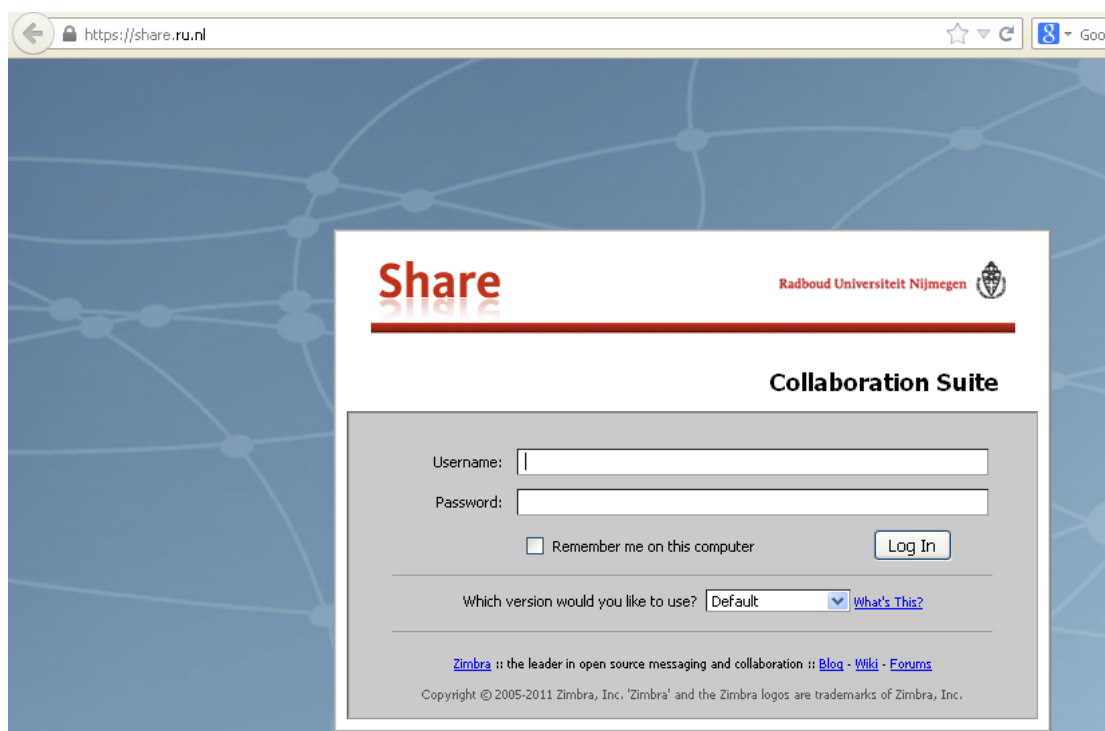 https://share.ru.nl
8 Goo
Share
Radboud Universiteit Nijmegen
Collaboration Suite
Username:
Password:
Remember me on this computer
Log In
Which version would you like to use? Default What's This?
Zimbra :: the leader in open source messaging and collaboration :: Blog - Wiki - Forums
Copyright © 2005-2011 Zimbra, Inc. 'Zimbra' and the Zimbra logos are trademarks of Zimbra, Inc.